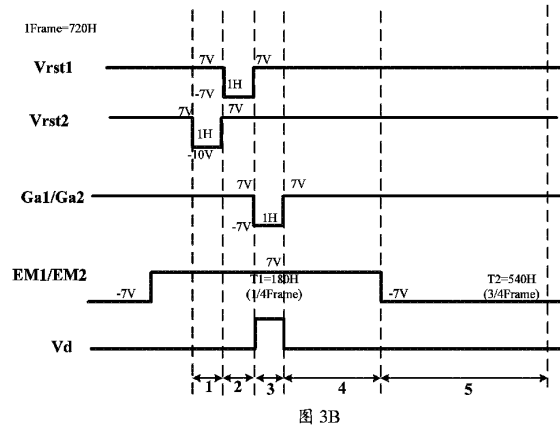 1Frame=720H
7V 7V
Vrst1
-7V 1H
7V 7V
Vrst2
1H
-10V
7V 7V
Ga1/Ga2
-7V 1H
7V
EM1/EM2
T1=180H T2=540H
-7V (1/4Frame) -7V (3/4Frame)
Vd
1 2 3 4 5
图 3B